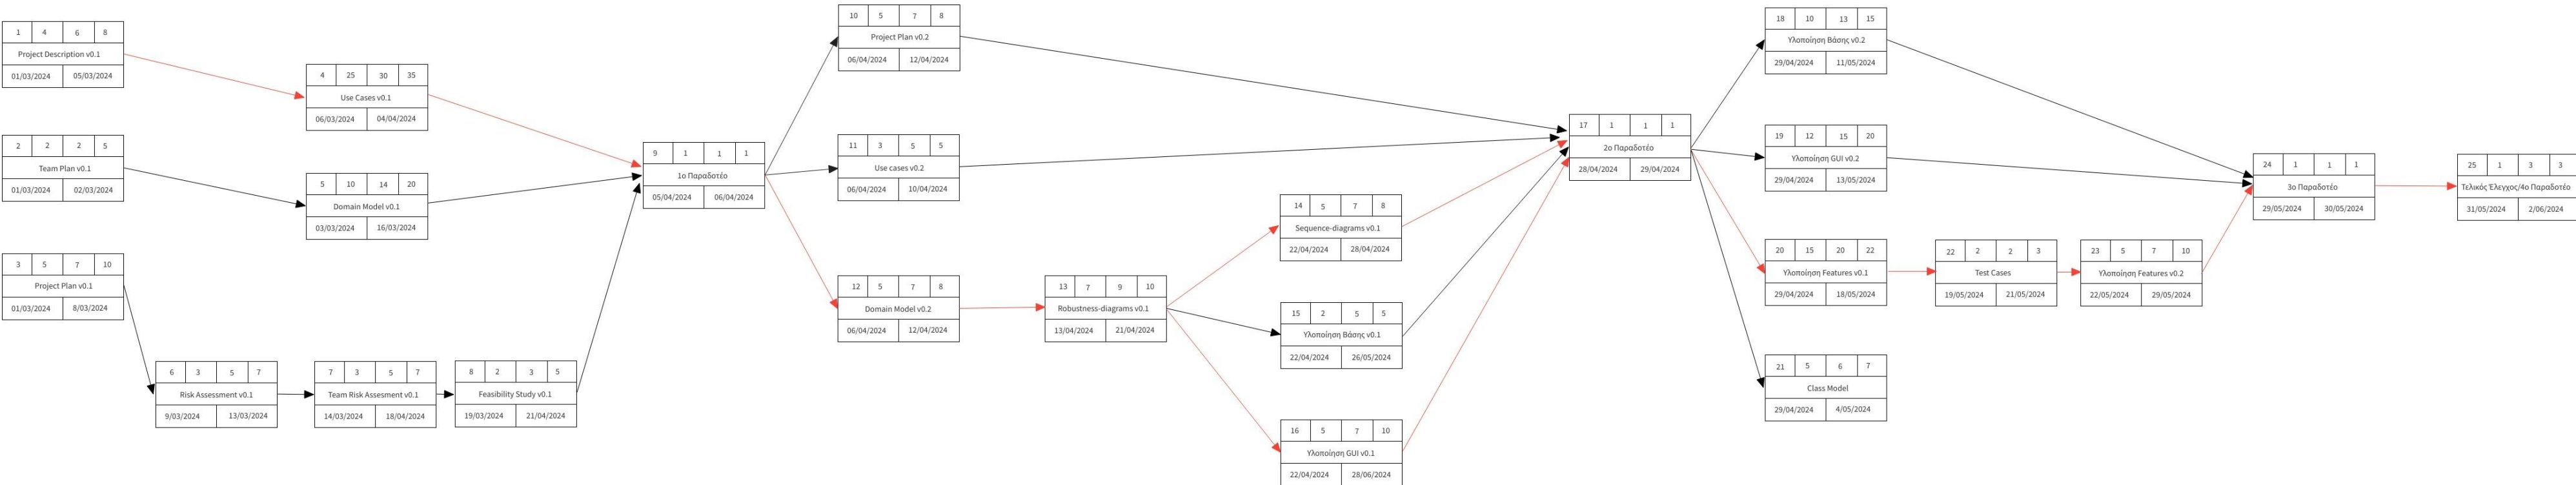 1 4 6 8
Project Description v0.1
01/03/2024 05/03/2024
2 2 2 5
Team Plan v0.1
01/03/2024 02/03/2024
3 5 7 10
Project Plan v0.1
01/03/2024 8/03/2024
4 25 30 35
Use Cases v0.1
06/03/2024 04/04/2024
5 10 14 20
Domain Model v0.1
03/03/2024 16/03/2024
6 3 5 7
Risk Assessment v0.1
9/03/2024 13/03/2024
7 3 5 7
Team Risk Assesment v0.1
14/03/2024 18/04/2024
8 2 3 5
Feasibility Study v0.1
19/03/2024 21/04/2024
9 1 1 1
1ο Παραδοτέο
05/04/2024 06/04/2024
10 5 7 8
Project Plan v0.2
06/04/2024 12/04/2024
11 3 5 5
Use cases v0.2
06/04/2024 10/04/2024
12 5 7 8
Domain Model v0.2
06/04/2024 12/04/2024
13 7 9 10
Robustness-diagrams v0.1
13/04/2024 21/04/2024
14 5 7 8
Sequence-diagrams v0.1
22/04/2024 28/04/2024
15 2 5 5
Υλοποίηση Βάσης v0.1
22/04/2024 26/05/2024
16 5 7 10
Υλοποίηση GUI v0.1
22/04/2024 28/06/2024
17 1 1 1
2ο Παραδοτέο
28/04/2024 29/04/2024
18 10 13 15
Υλοποίηση Βάσης v0.2
29/04/2024 11/05/2024
19 12 15 20
Υλοποίηση GUI v0.2
29/04/2024 13/05/2024
20 15 20 22
Υλοποίηση Features v0.1
29/04/2024 18/05/2024
21 5 6 7
Class Model
29/04/2024 4/05/2024
22 2 2 3
Test Cases
19/05/2024 21/05/2024
23 5 7 10
Υλοποίηση Features v0.2
22/05/2024 29/05/2024
24 1 1 1
3ο Παραδοτέο
29/05/2024 30/05/2024
25 1 3 3
Τελικός Έλεγχος/4ο Παραδοτέο
31/05/2024 2/06/2024